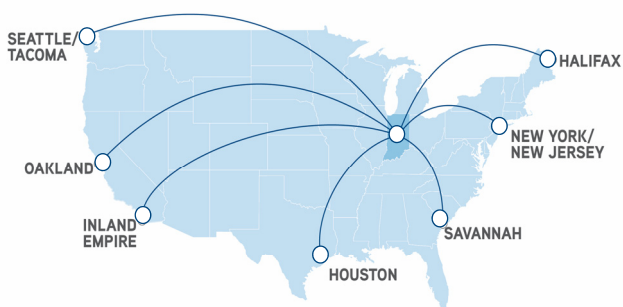 SEATTLE/
TACOMA
HALIFAX
NEW YORK/
NEW JERSEY
OAKLAND
INLAND
EMPIRE
SAVANNAH
HOUSTON